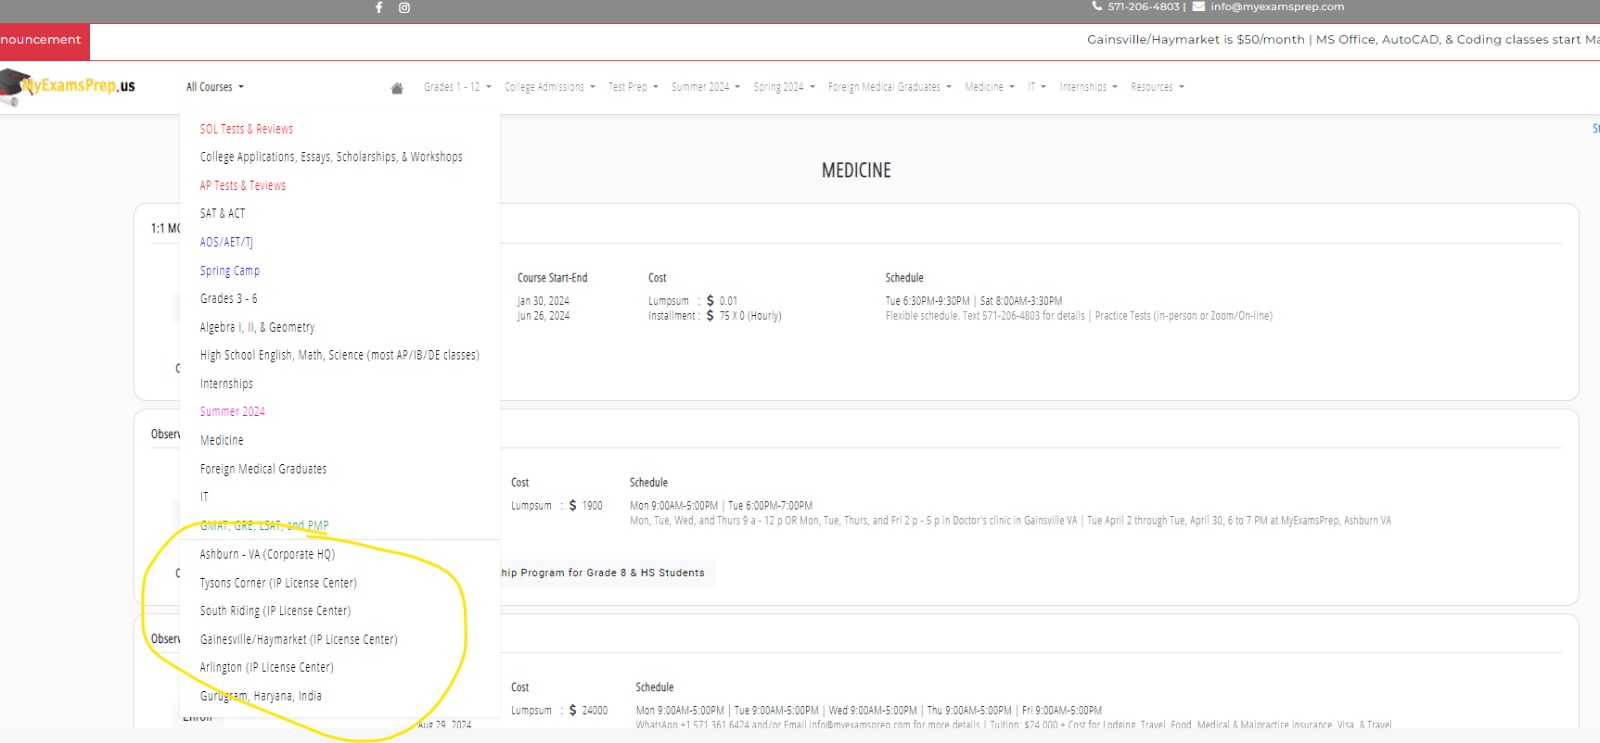 571-206-4803 | info@myexamsprep.com
nouncement
Gainsville/Haymarket is $50/month | MS Office, AutoCAD, & Coding classes start
MyExamsPrep.us
All Courses
Grades 1 - 12 College Admissions Test Prep Summer 2024 Spring 2024 Foreign Medical Graduates Medicine IT Internships Resources
SOL Tests & Reviews
College Applications, Essays, Scholarships, & Workshops
AP Tests & Teviews
SAT & ACT
AOS/AET/TJ
Spring Camp
Grades 3 - 6
Algebra I, II, & Geometry
High School English, Math, Science (most AP/IB/DE classes)
Internships
Summer 2024
Medicine
Foreign Medical Graduates
IT
GMAT, GRE, LSAT, and PMP
Ashburn - VA (Corporate HQ)
Tysons Corner (IP License Center)
South Riding (IP License Center)
Gainesville/Haymarket (IP License Center)
Arlington (IP License Center)
Gurugram, Haryana, India
MEDICINE
1:1
Course Start-End Cost Schedule
Jan 30, 2024 Lumpsum : $ 0.01 Tue 6:30PM-9:30PM | Sat 8:00AM-3:30PM
Jun 26, 2024 Installment : $ 75 X 0 (Hourly) Flexible schedule. Text 571-206-4803 for details | Practice Tests (in-person or Zoom/On-line)
Observ
Cost Schedule
Lumpsum : $ 1900 Mon 9:00AM-5:00PM | Tue 6:00PM-7:00PM
Mon, Tue, Wed, and Thurs 9 a - 12 p OR Mon, Tue, Thurs, and Fri 2 p - 5 p in Doctor's clinic in Gainsville VA | Tue April 2 through Tue, April 30, 6 to 7 PM at MyExamsPrep, Ashburn VA
hip Program for Grade 8 & HS Students
Observ
Cost Schedule
Lumpsum : $ 24000 Mon 9:00AM-5:00PM | Tue 9:00AM-5:00PM | Wed 9:00AM-5:00PM | Thu 9:00AM-5:00PM | Fri 9:00AM-5:00PM
Enroll Aug 29, 2024 WhatsApp +1 571 361 6424 and/or Email info@myexamsprep.com for more details | Tuition: $24,000 + Cost for Lodging, Travel, Food, Medical & Malpractice insurance, Visa, & Travel